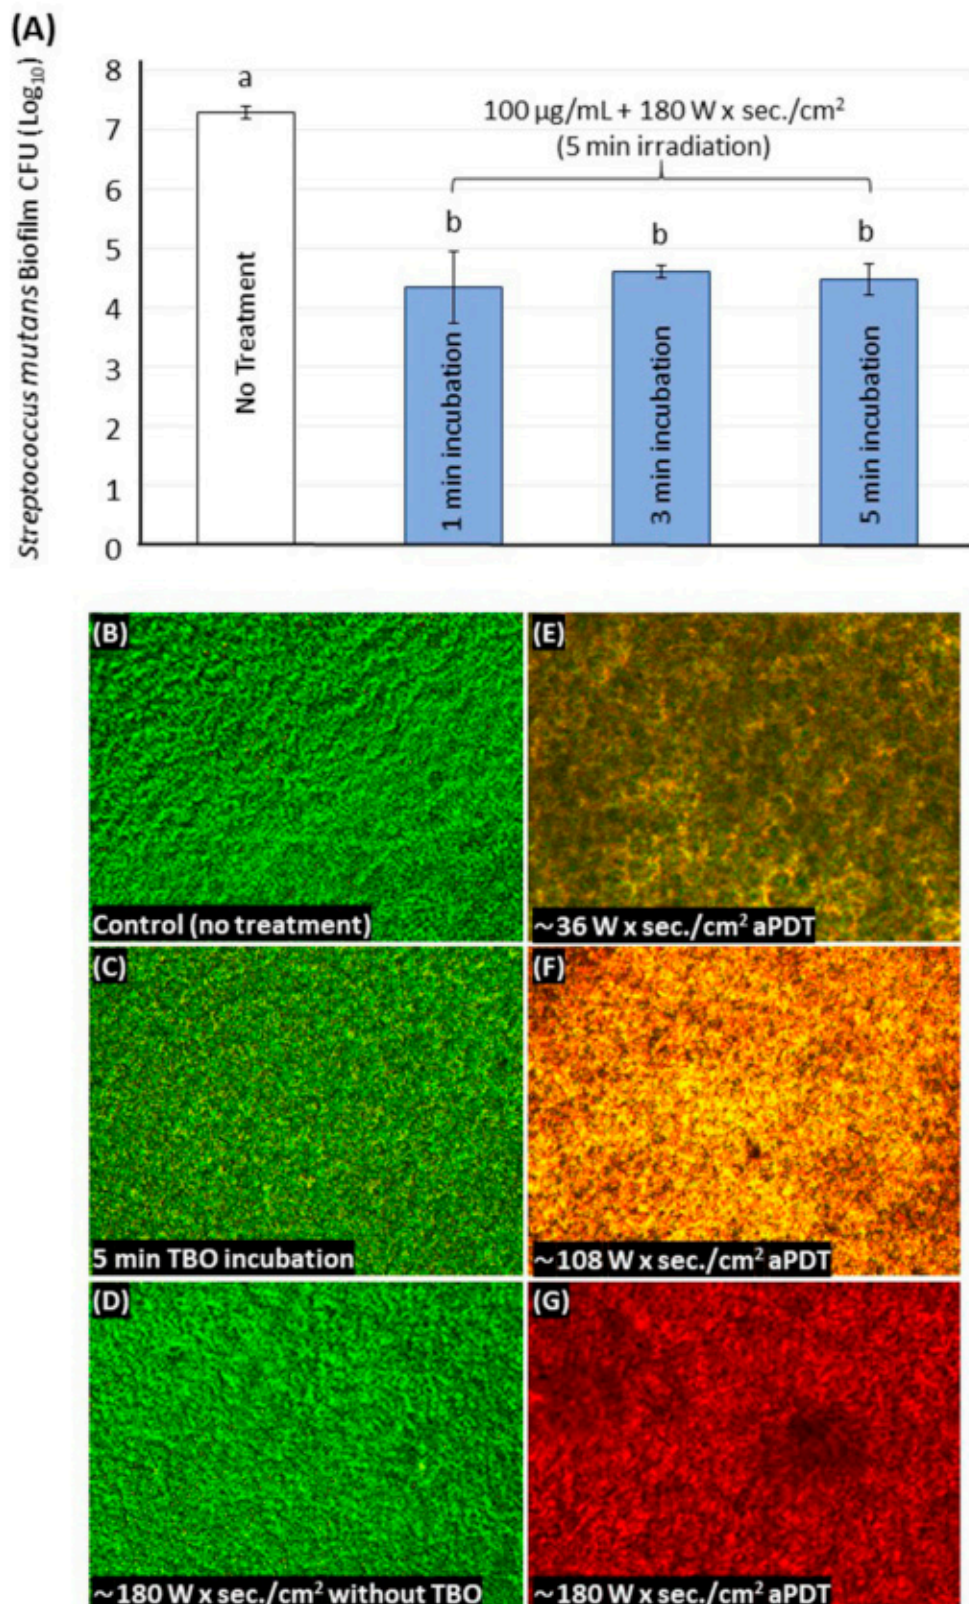 (A)
Streptococcus mutans Biofilm CFU (Log₁₀)
8
7
6
5
4
3
2
1
0
a
No Treatment
100 µg/mL + 180 W x sec./cm²
(5 min irradiation)
b
1 min incubation
b
3 min incubation
b
5 min incubation
(B)
Control (no treatment)
(C)
5 min TBO incubation
(D)
~180 W x sec./cm² without TBO
(E)
~36 W x sec./cm² aPDT
(F)
~108 W x sec./cm² aPDT
(G)
~180 W x sec./cm² aPDT